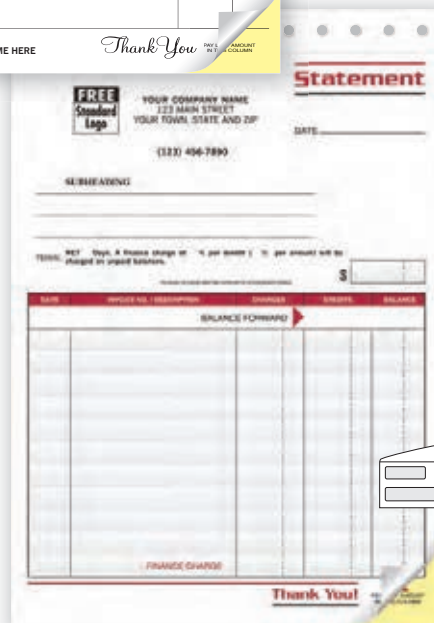 ME HERE
Thank You
PAY LAST AMOUNT
IN THIS COLUMN
Statement
FREE
Standard
Logo
YOUR COMPANY NAME
123 MAIN STREET
YOUR TOWN, STATE AND ZIP
(123) 456-7890
DATE
SUBHEADING
TERMS: NET Days. A finance charge of % per month ( % per annum) will be
charged on unpaid balances.
$
DATE INVOICE NO. / DESCRIPTION CHARGES CREDITS BALANCE
BALANCE FORWARD
FINANCE CHARGE
Thank You!